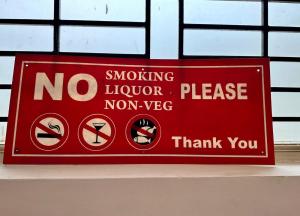 NO SMOKING LIQUOR NON-VEG PLEASE
Thank You